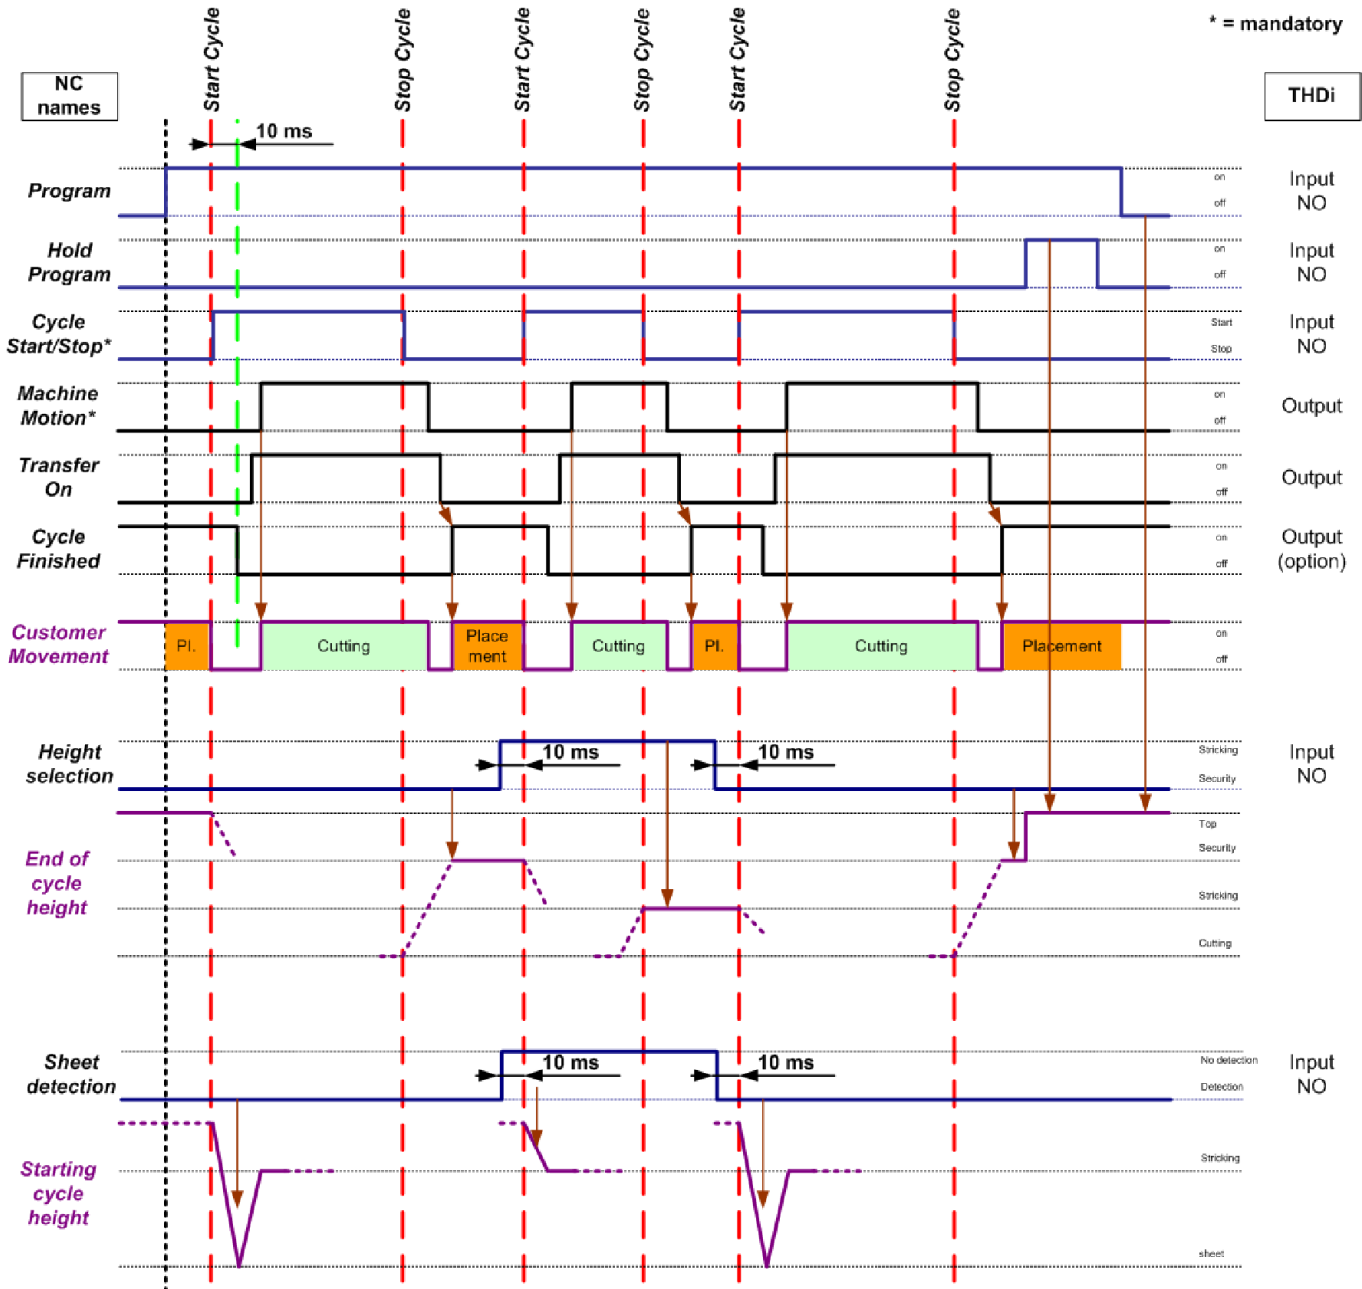 Start Cycle
Stop Cycle
Start Cycle
Stop Cycle
Start Cycle
Stop Cycle
* = mandatory
NC
names
THDi
10 ms
Program
on
off
Input
NO
Hold
Program
on
off
Input
NO
Cycle
Start/Stop*
Start
Stop
Input
NO
Machine
Motion*
on
off
Output
Transfer
On
on
off
Output
Cycle
Finished
on
off
Output
(option)
Customer
Movement
Pl.
Cutting
Place
ment
Cutting
Pl.
Cutting
Placement
on
off
Height
selection
10 ms
10 ms
Stricking
Security
Input
NO
End of
cycle
height
Top
Security
Stricking
Cutting
Sheet
detection
10 ms
10 ms
No detection
Detection
Input
NO
Starting
cycle
height
Stricking
sheet